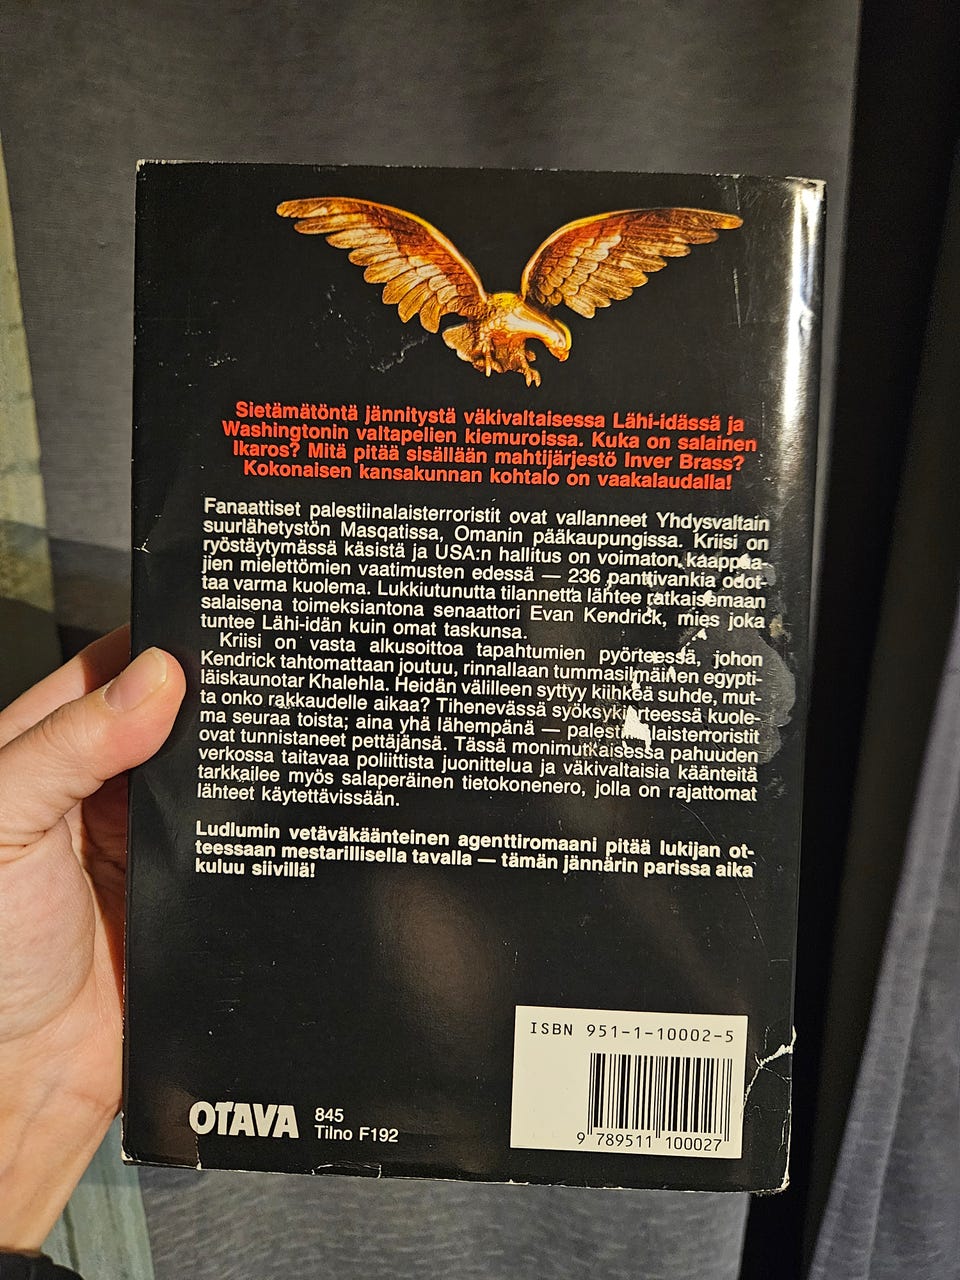 Sietämätöntä jännitystä väkivaltaisessa Lähi-idässä ja
Washingtonin valtapelien kiemuroissa. Kuka on salainen
Ikaros? Mitä pitää sisällään mahtijärjestö Inver Brass?
Kokonaisen kansakunnan kohtalo on vaakalaudalla!
Fanaattiset palestiinalaisterroristit ovat vallanneet Yhdysvaltain
suurlähetystön Masqatissa, Omanin pääkaupungissa. Kriisi on
ryöstäytymässä käsistä ja USA:n hallitus on voimaton kaappaa-
jien mielettömien vaatimusten edessä — 236 panttivankia odot-
taa varma kuolema. Lukkiutunutta tilannetta lähtee ratkaisemaan
salaisena toimeksiantona senaattori Evan Kendrick, mies joka
tuntee Lähi-idän kuin omat taskunsa.
Kriisi on vasta alkusoittoa tapahtumien pyörteessä, johon
Kendrick tahtomattaan joutuu, rinnallaan tummasilmäinen egypti-
läiskaunotar Khalehla. Heidän välilleen syttyy kiihkeä suhde, mut-
ta onko rakkaudelle aikaa? Tihenevässä syöksykierteessä kuole-
ma seuraa toista; aina yhä lähempänä — palestiinalaisterroristit
ovat tunnistaneet pettäjänsä. Tässä monimutkaisessa pahuuden
verkossa taitavaa poliittista juonittelua ja väkivaltaisia käänteitä
tarkkailee myös salaperäinen tietokonenero, jolla on rajattomat
lähteet käytettävissään.
Ludlumin vetäväkäänteinen agenttiromaani pitää lukijan ot-
teessaan mestarillisella tavalla — tämän jännärin parissa aika
kuluu siivillä!
ISBN 951-1-10002-5
9 789511 100027
OTAVA
845
Tilno F192